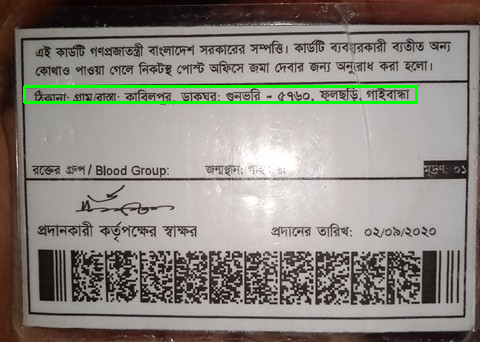 এই কার্ডটি গণপ্রজাতন্ত্রী বাংলাদেশ সরকারের সম্পত্তি। কার্ডটি ব্যবহারকারী ব্যতীত অন্য
কোথাও পাওয়া গেলে নিকটস্থ পোস্ট অফিসে জমা দেবার জন্য অনুরোধ করা হলো।
ঠিকানা: গ্রাম/রাস্তা: কাবিলপুর, ডাকঘর: গুনভরি - ৫৭৬০, ফুলছড়ি, গাইবান্ধা
রক্তের গ্রুপ / Blood Group: জন্মস্থান: মুদ্রণ: ০১
প্রদানকারী কর্তৃপক্ষের স্বাক্ষর প্রদানের তারিখ: ০২/০৯/২০২০